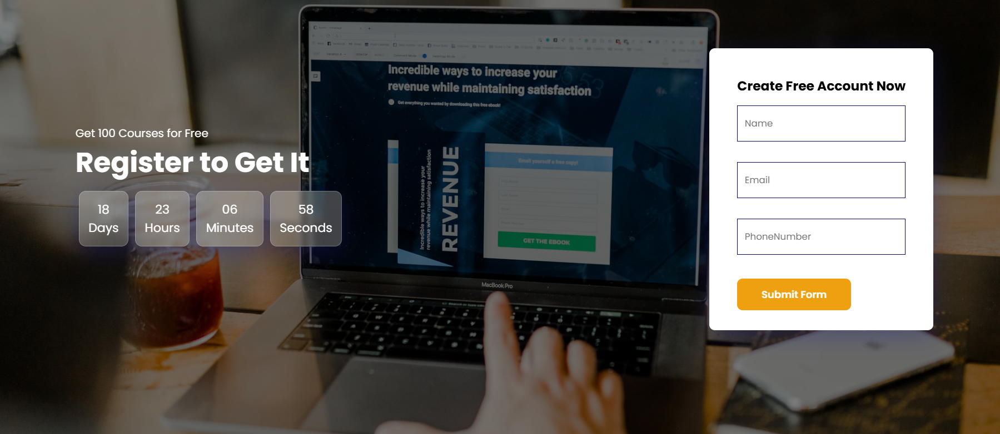 Get 100 Courses for Free
Register to Get It
18
Days
23
Hours
06
Minutes
58
Seconds
Incredible ways to increase your
revenue while maintaining satisfaction
Get everything you wanted by downloading this free ebook!
Incredible ways to increase your
revenue while maintaining satisfaction
REVENUE
Email yourself a free copy!
GET THE EBOOK
MacBook Pro
Create Free Account Now
Name
Email
PhoneNumber
Submit Form